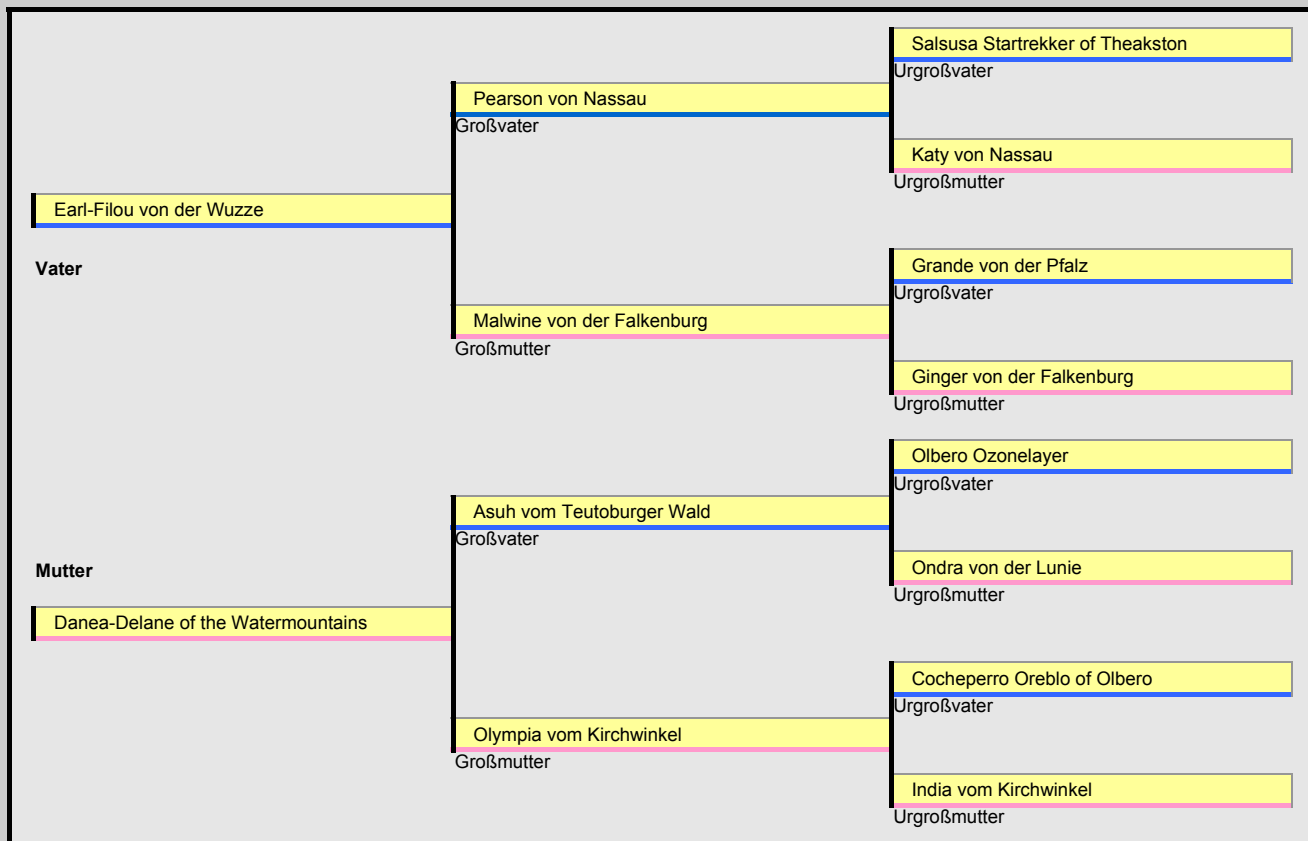 Salsusa Startrekker of Theakston
Urgroßvater
Pearson von Nassau
Großvater
Katy von Nassau
Urgroßmutter
Earl-Filou von der Wuzze
Vater
Grande von der Pfalz
Urgroßvater
Malwine von der Falkenburg
Großmutter
Ginger von der Falkenburg
Urgroßmutter
Olbero Ozonelayer
Urgroßvater
Asuh vom Teutoburger Wald
Großvater
Mutter
Ondra von der Lunie
Urgroßmutter
Danea-Delane of the Watermountains
Cocheperro Oreblo of Olbero
Urgroßvater
Olympia vom Kirchwinkel
Großmutter
India vom Kirchwinkel
Urgroßmutter